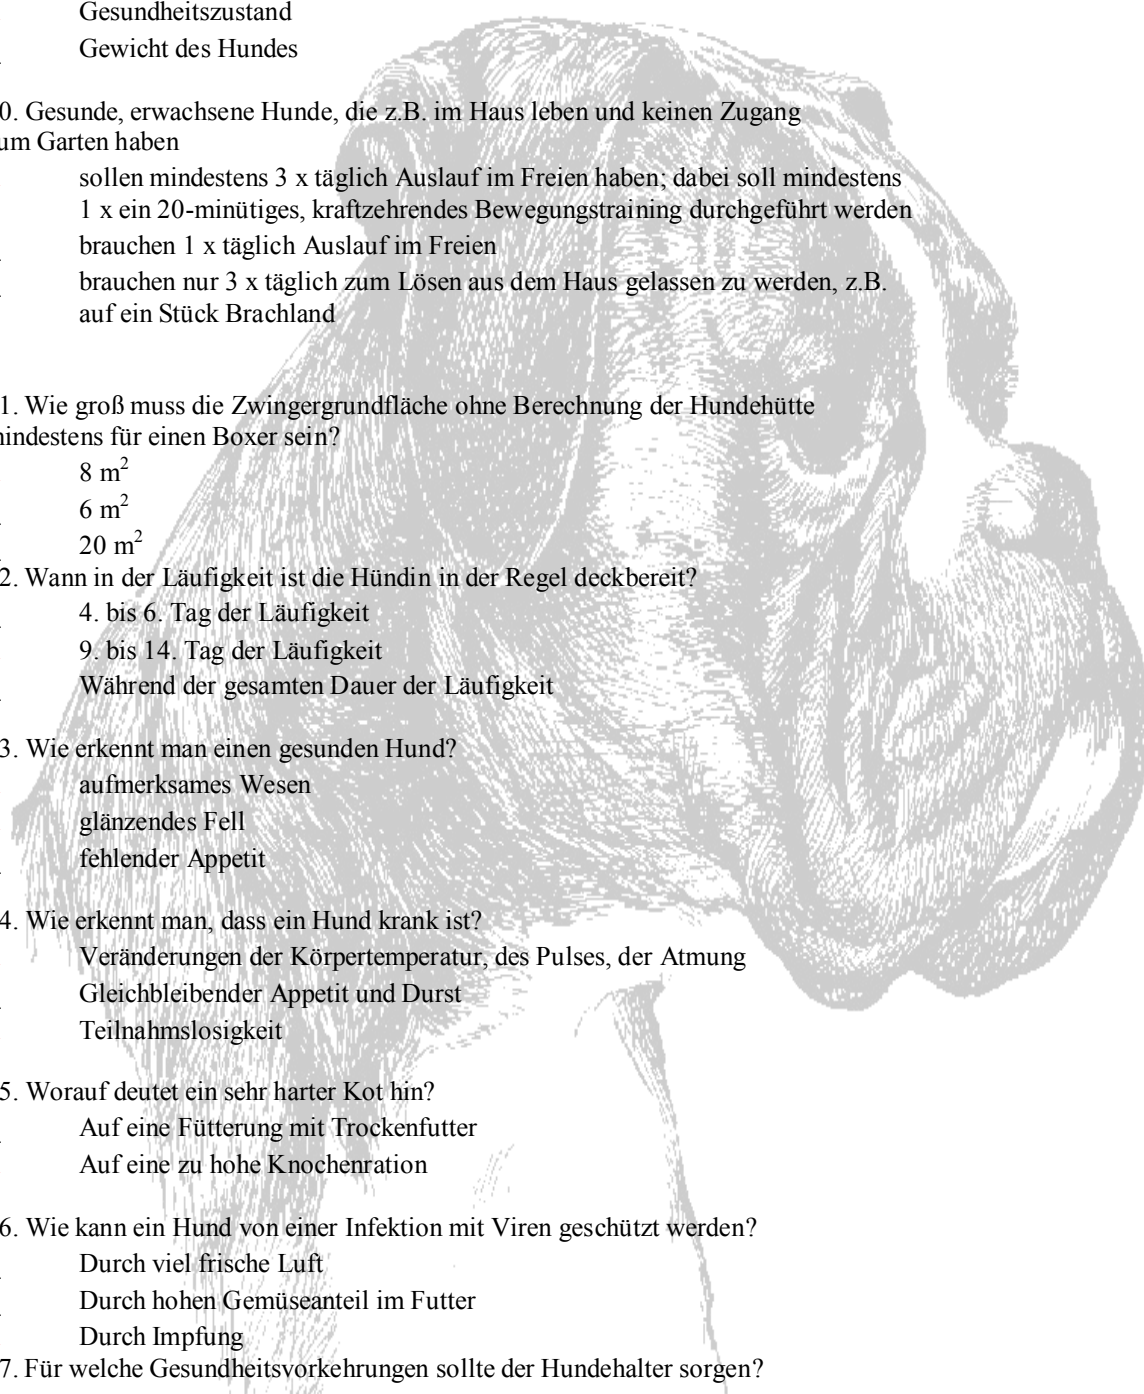 Gesundheitszustand
Gewicht des Hundes
0. Gesunde, erwachsene Hunde, die z.B. im Haus leben und keinen Zugang
um Garten haben
sollen mindestens 3 x täglich Auslauf im Freien haben; dabei soll mindestens
1 x ein 20-minütiges, kraftzehrendes Bewegungstraining durchgeführt werden
brauchen 1 x täglich Auslauf im Freien
brauchen nur 3 x täglich zum Lösen aus dem Haus gelassen zu werden, z.B.
auf ein Stück Brachland
1. Wie groß muss die Zwingergrundfläche ohne Berechnung der Hundehütte
mindestens für einen Boxer sein?
8 m²
6 m²
20 m²
2. Wann in der Läufigkeit ist die Hündin in der Regel deckbereit?
4. bis 6. Tag der Läufigkeit
9. bis 14. Tag der Läufigkeit
Während der gesamten Dauer der Läufigkeit
3. Wie erkennt man einen gesunden Hund?
aufmerksames Wesen
glänzendes Fell
fehlender Appetit
4. Wie erkennt man, dass ein Hund krank ist?
Veränderungen der Körpertemperatur, des Pulses, der Atmung
Gleichbleibender Appetit und Durst
Teilnahmslosigkeit
5. Worauf deutet ein sehr harter Kot hin?
Auf eine Fütterung mit Trockenfutter
Auf eine zu hohe Knochenration
6. Wie kann ein Hund von einer Infektion mit Viren geschützt werden?
Durch viel frische Luft
Durch hohen Gemüseanteil im Futter
Durch Impfung
7. Für welche Gesundheitsvorkehrungen sollte der Hundehalter sorgen?